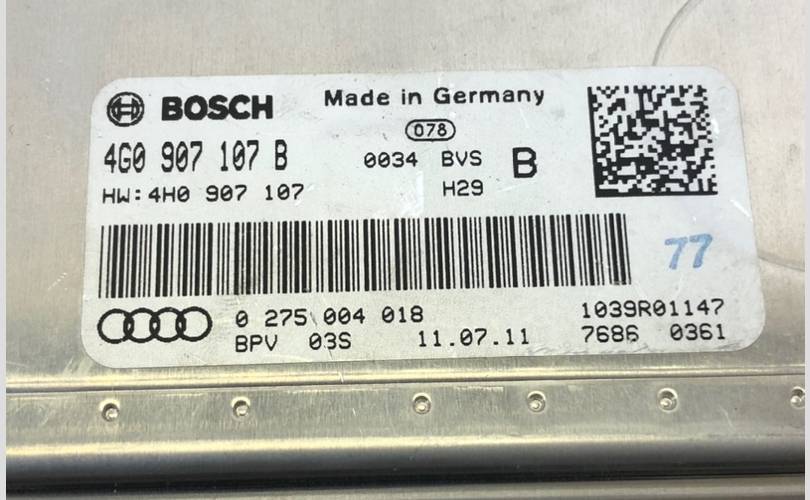 BOSCH Made in Germany
078
4G0 907 107 B 0034 BVS B
HW:4H0 907 107 H29
77
0 275 004 018 1039R01147
BPV 03S 11.07.11 7686 0361